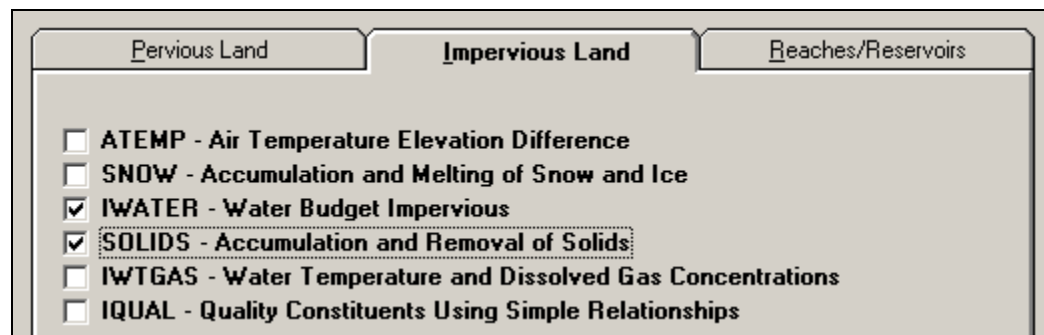 Pervious Land Impervious Land Reaches/Reservoirs
ATEMP - Air Temperature Elevation Difference
SNOW - Accumulation and Melting of Snow and Ice
IWATER - Water Budget Impervious
SOLIDS - Accumulation and Removal of Solids
IWTGAS - Water Temperature and Dissolved Gas Concentrations
IQUAL - Quality Constituents Using Simple Relationships